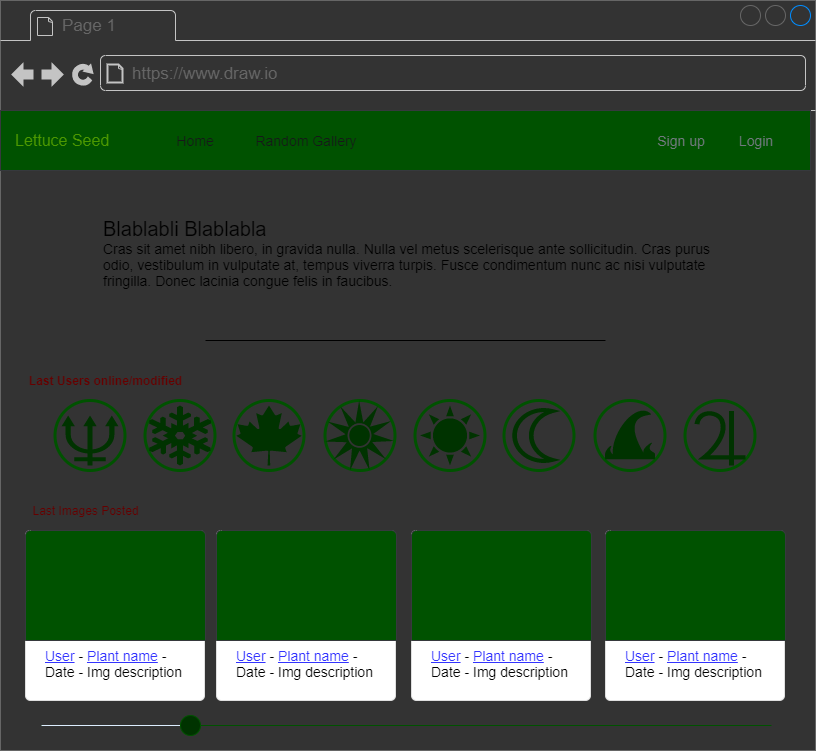 Page 1
https://www.draw.io
Lettuce Seed Home Random Gallery Sign up Login
Blablabli Blablabla
Cras sit amet nibh libero, in gravida nulla. Nulla vel metus scelerisque ante sollicitudin. Cras purus
odio, vestibulum in vulputate at, tempus viverra turpis. Fusce condimentum nunc ac nisi vulputate
fringilla. Donec lacinia congue felis in faucibus.
Last Users online/modified
Last Images Posted
User - Plant name -
Date - Img description
User - Plant name -
Date - Img description
User - Plant name -
Date - Img description
User - Plant name -
Date - Img description